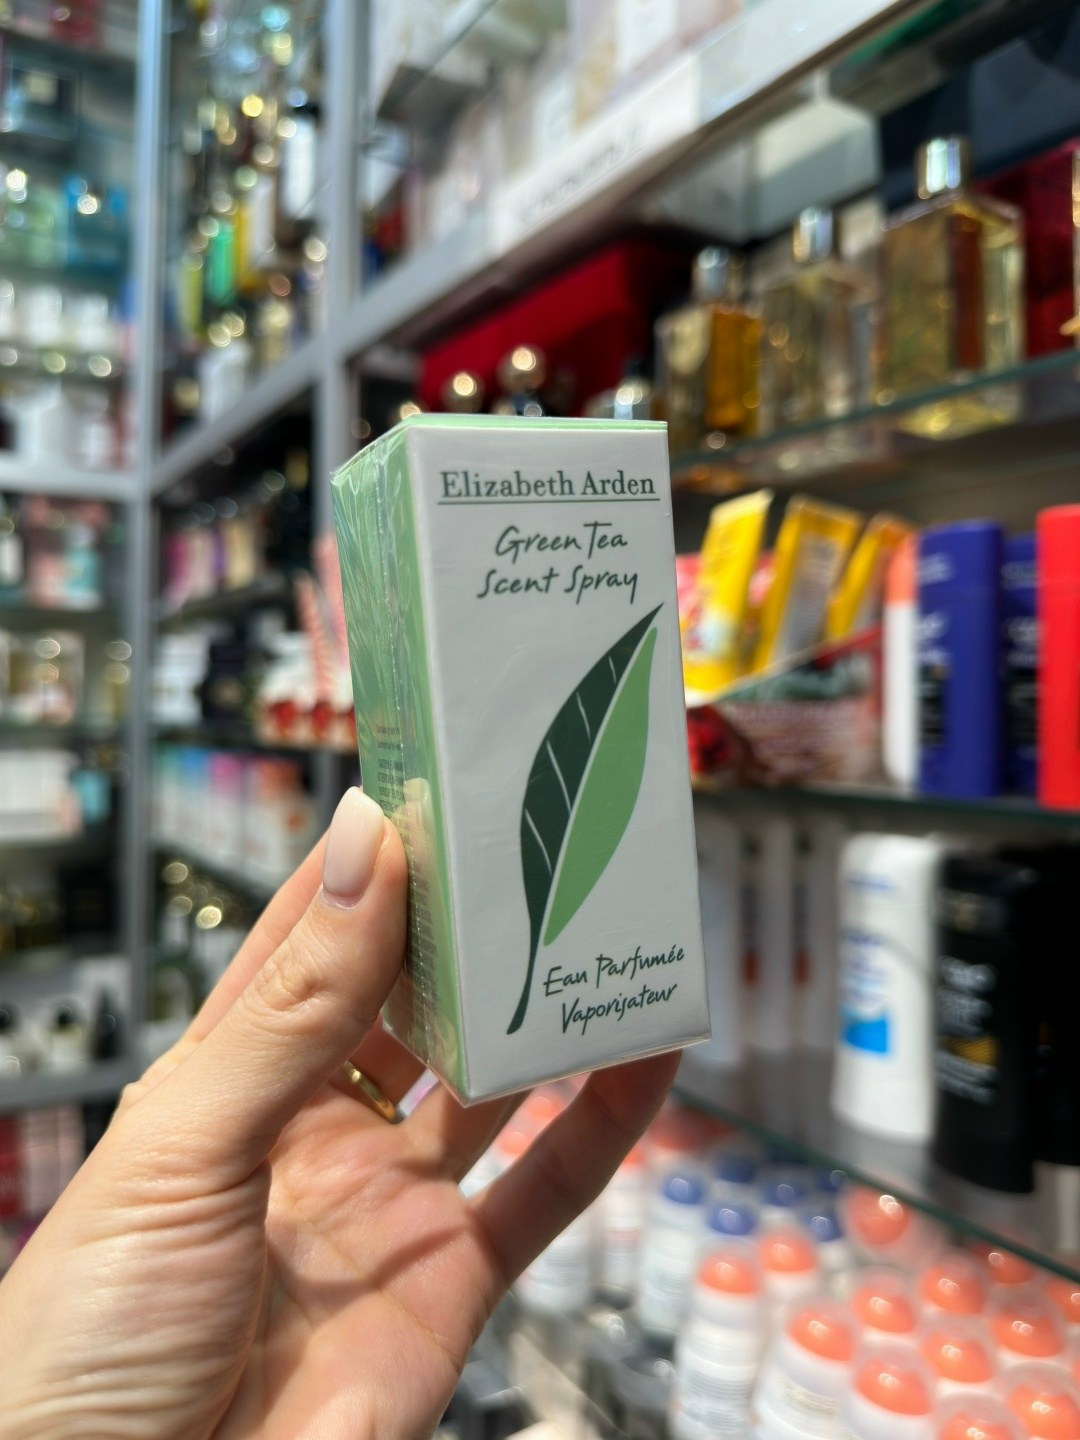 Elizabeth Arden
Green Tea
Scent Spray
Eau Parfumée
Vaporisateur